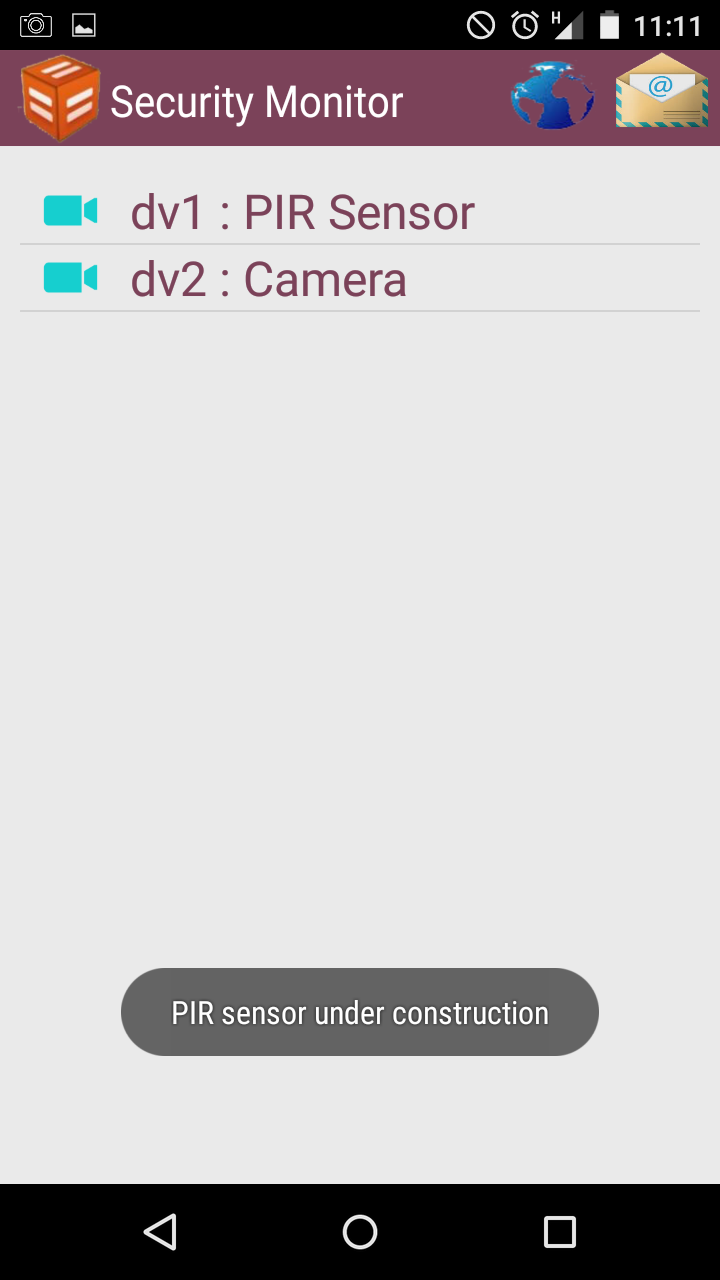 H
11:11
Security Monitor
@
dv1 : PIR Sensor
dv2 : Camera
PIR sensor under construction